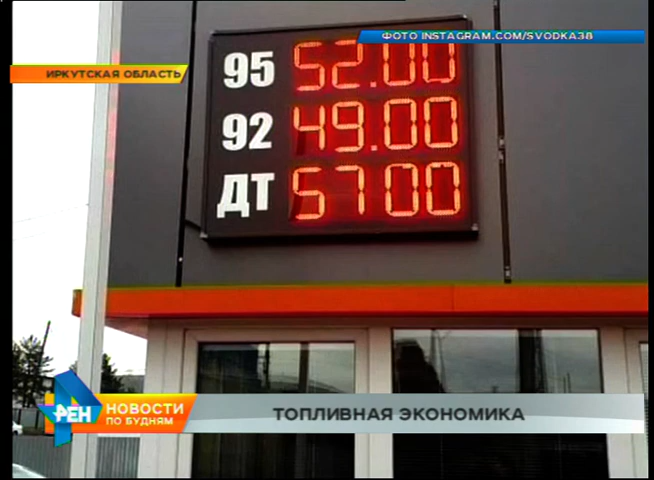 ФОТО INSTAGRAM.COM/SVODKA38
ИРКУТСКАЯ ОБЛАСТЬ
95 52.00
92 49.00
ДТ 57.00
РЕН НОВОСТИ
ПО БУДНЯМ
ТОПЛИВНАЯ ЭКОНОМИКА